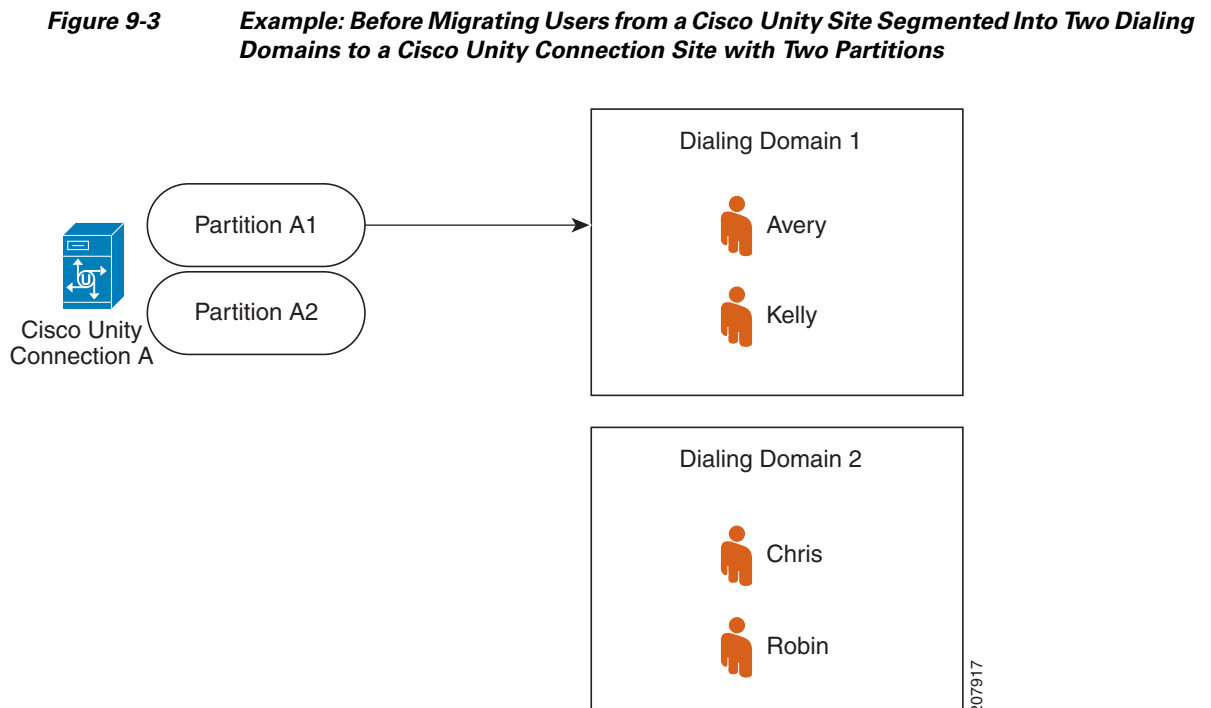 Figure 9-3 Example: Before Migrating Users from a Cisco Unity Site Segmented Into Two Dialing
Domains to a Cisco Unity Connection Site with Two Partitions
Dialing Domain 1
Partition A1
Avery
U
Partition A2
Kelly
Cisco Unity
Connection A
Dialing Domain 2
Chris
Robin
207917